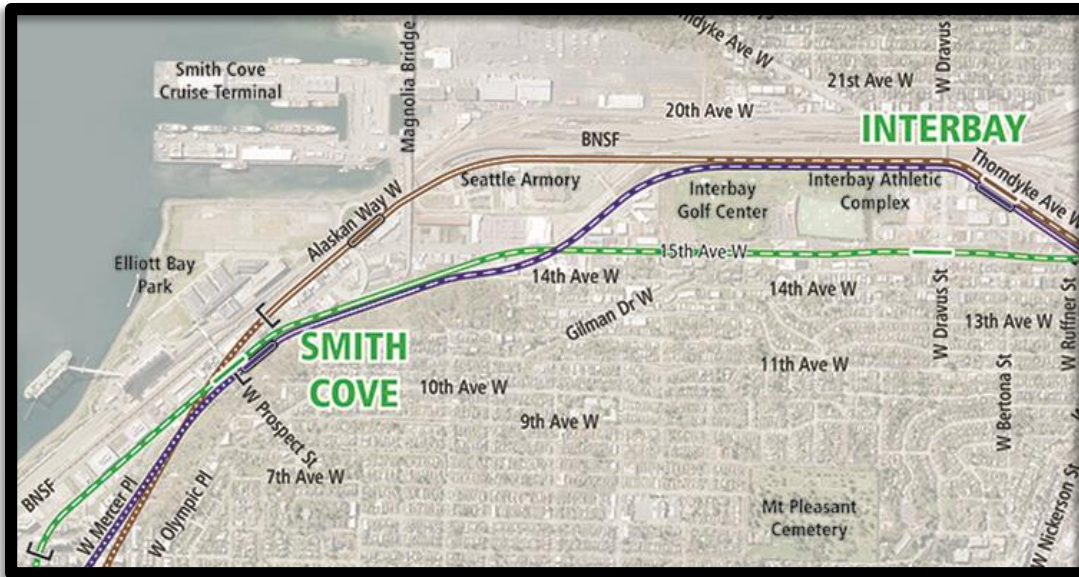 Thorndyke Ave W
W Dravus St
21st Ave W
Smith Cove
Cruise Terminal
Magnolia Bridge
20th Ave W
INTERBAY
BNSF
Thorndyke Ave W
Seattle Armory
Interbay Athletic
Complex
Interbay
Golf Center
Alaskan Way W
15th Ave W
Elliott Bay
Park
14th Ave W
14th Ave W
Gilman Dr W
W Dravus St
13th Ave W
W Ruffner St
SMITH
COVE
11th Ave W
10th Ave W
W Bertona St
9th Ave W
W Prospect St
7th Ave W
BNSF
W Mercer Pl
W Olympic Pl
Mt Pleasant
Cemetery
W Nickerson St